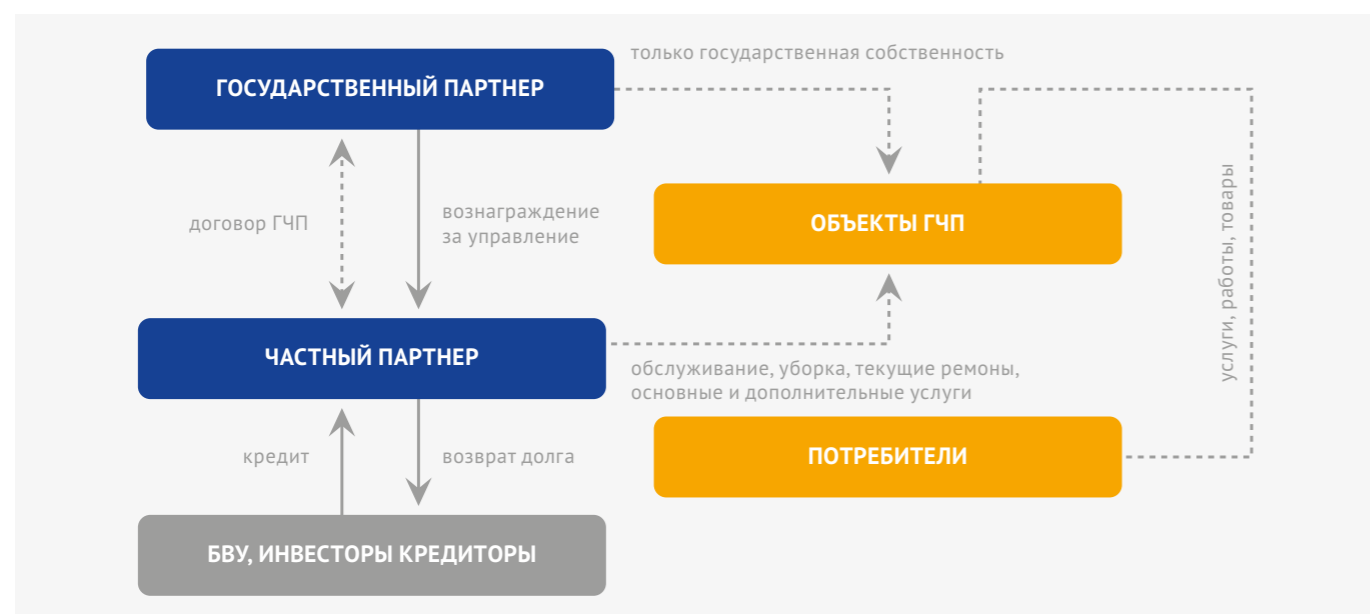 только государственная собственность
ГОСУДАРСТВЕННЫЙ ПАРТНЕР
договор ГЧП
вознаграждение
за управление
ОБЪЕКТЫ ГЧП
услуги, работы, товары
ЧАСТНЫЙ ПАРТНЕР
обслуживание, уборка, текущие ремоны,
основные и дополнительные услуги
кредит
возврат долга
ПОТРЕБИТЕЛИ
БВУ, ИНВЕСТОРЫ КРЕДИТОРЫ